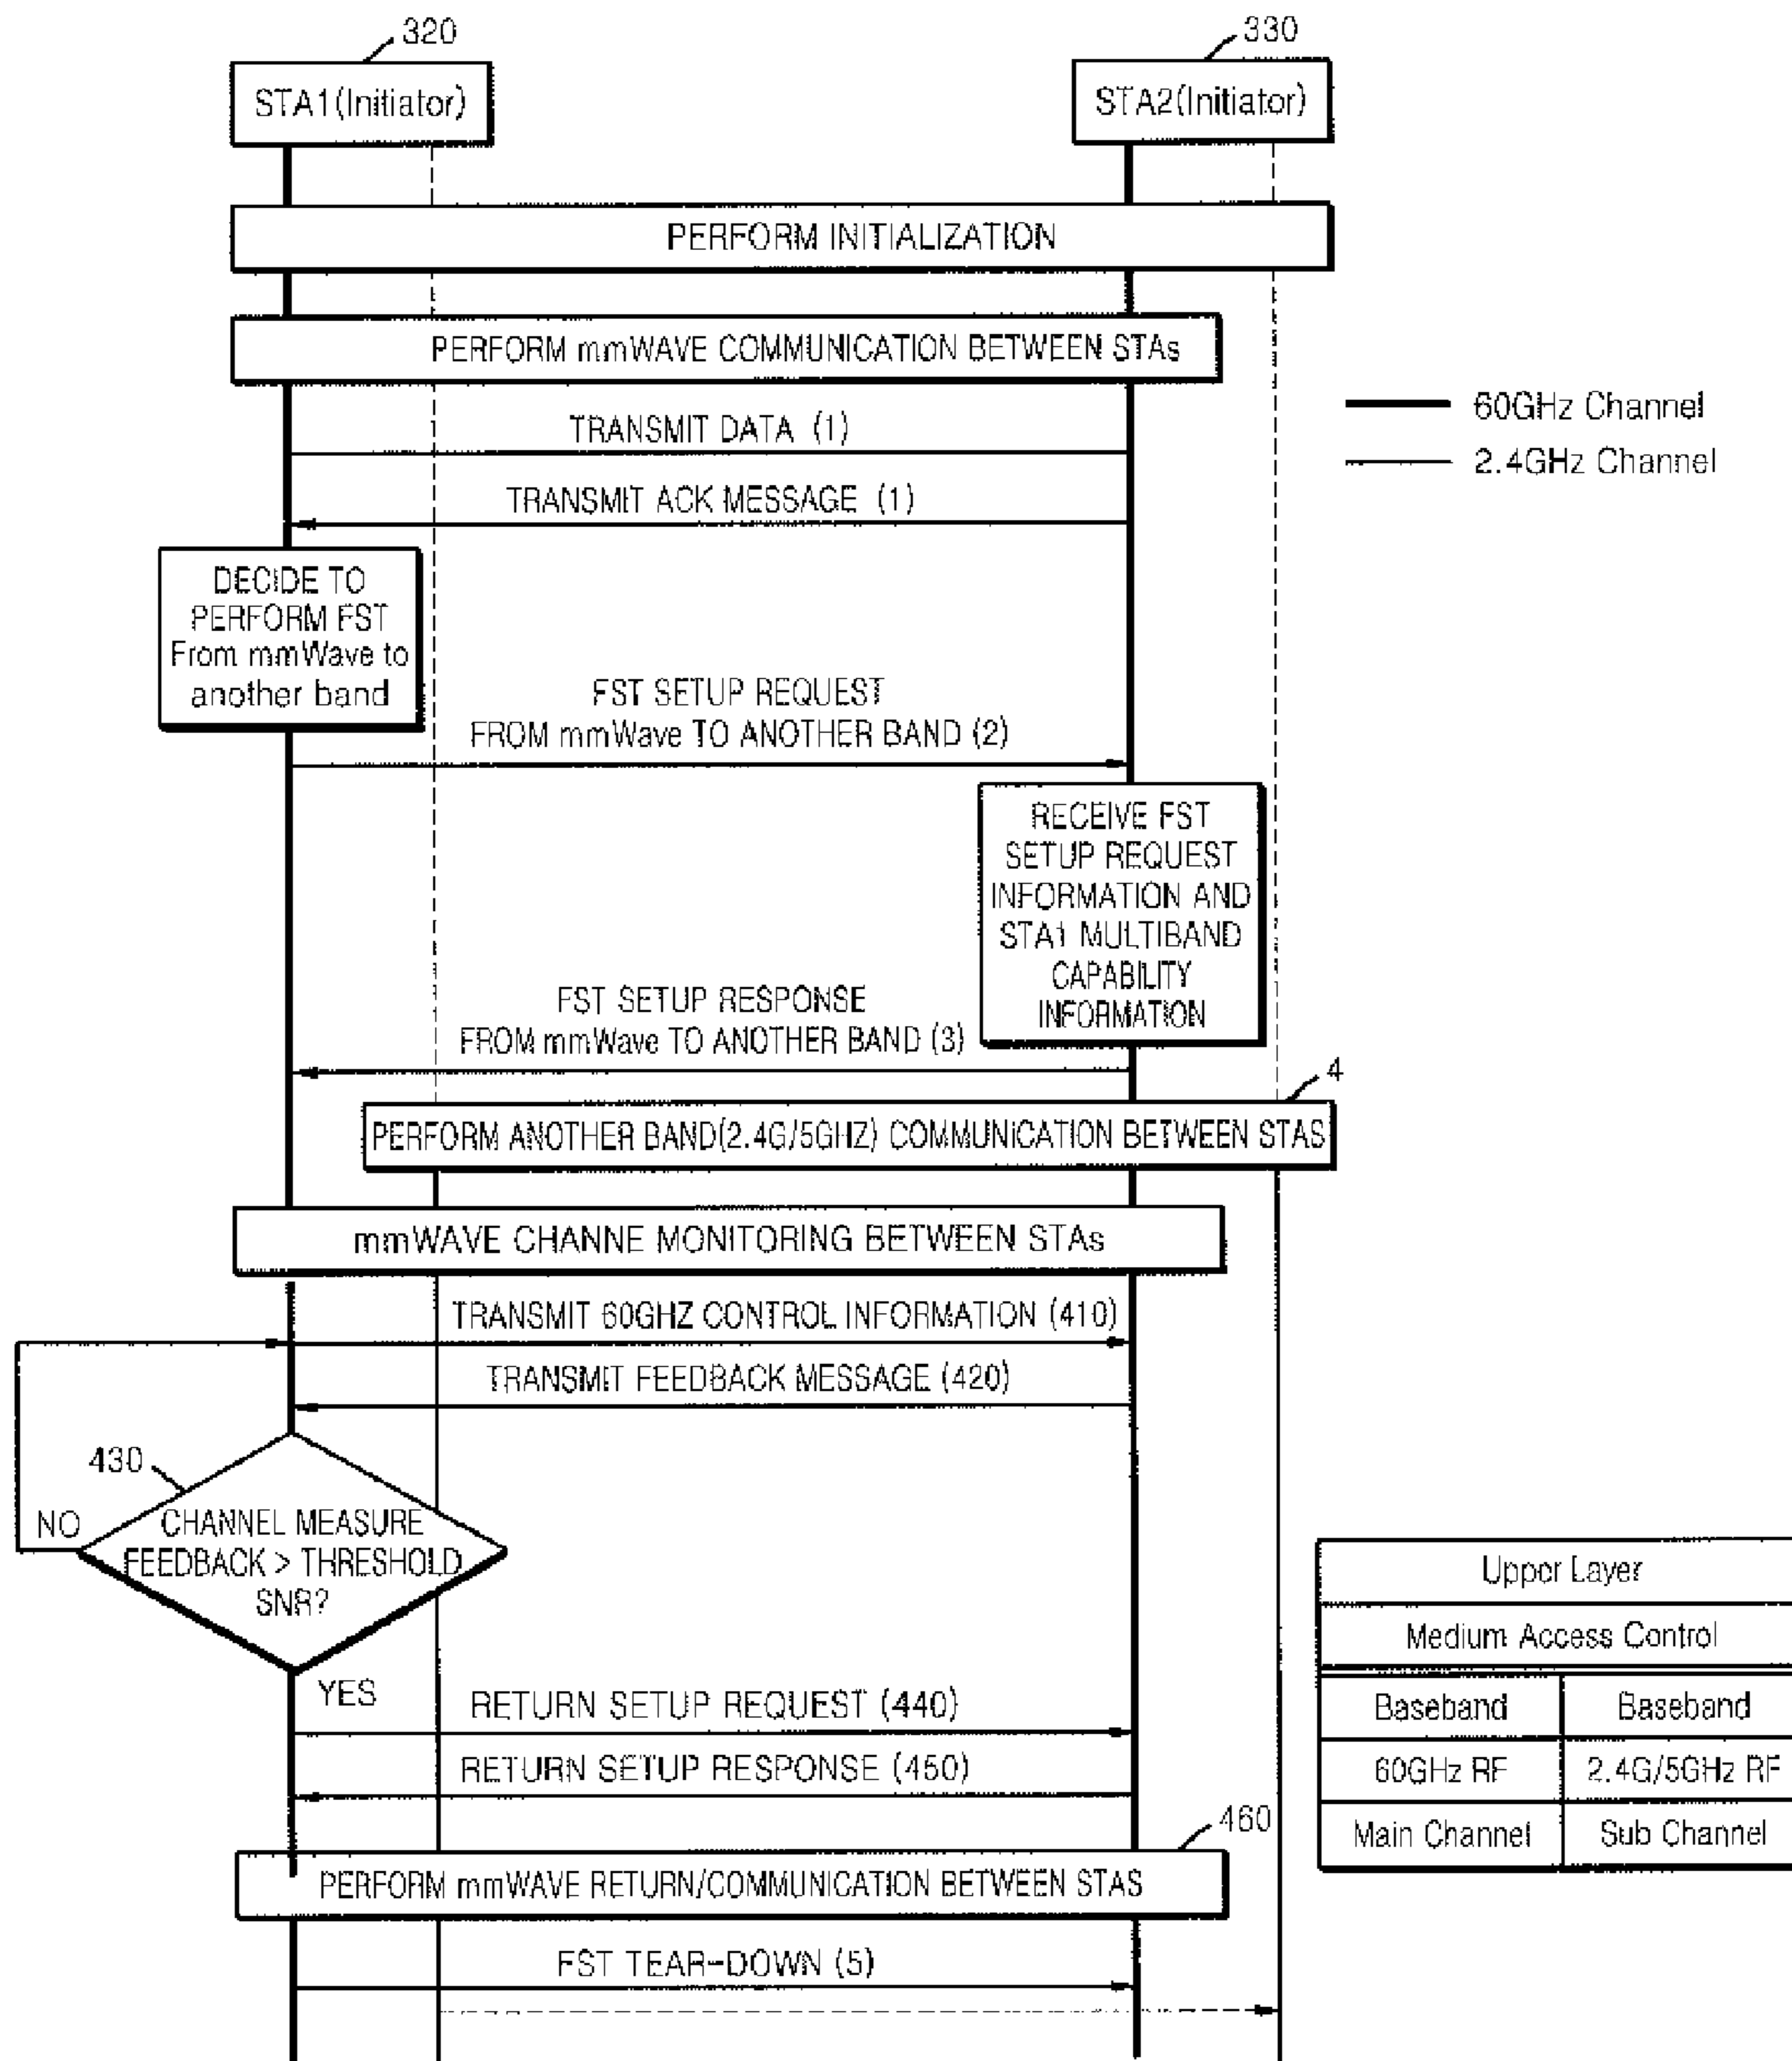 320
330
STA1(Initiator)
STA2(Initiator)
PERFORM INITIALIZATION
PERFORM mmWAVE COMMUNICATION BETWEEN STAs
60GHz Channel
2.4GHz Channel
TRANSMIT DATA (1)
TRANSMIT ACK MESSAGE (1)
DECIDE TO
PERFORM FST
From mmWave to
another band
FST SETUP REQUEST
FROM mmWave TO ANOTHER BAND (2)
RECEIVE FST
SETUP REQUEST
INFORMATION AND
STA1 MULTIBAND
CAPABILITY
INFORMATION
FST SETUP RESPONSE
FROM mmWave TO ANOTHER BAND (3)
4
PERFORM ANOTHER BAND(2.4G/5GHZ) COMMUNICATION BETWEEN STAS
mmWAVE CHANNE MONITORING BETWEEN STAs
TRANSMIT 60GHZ CONTROL INFORMATION (410)
TRANSMIT FEEDBACK MESSAGE (420)
430
NO
CHANNEL MEASURE
FEEDBACK > THRESHOLD
SNR?
YES
RETURN SETUP REQUEST (440)
RETURN SETUP RESPONSE (450)
460
PERFORM mmWAVE RETURN/COMMUNICATION BETWEEN STAS
FST TEAR-DOWN (5)
Upper Layer
Medium Access Control
Baseband
Baseband
60GHz RF
2.4G/5GHz RF
Main Channel
Sub Channel